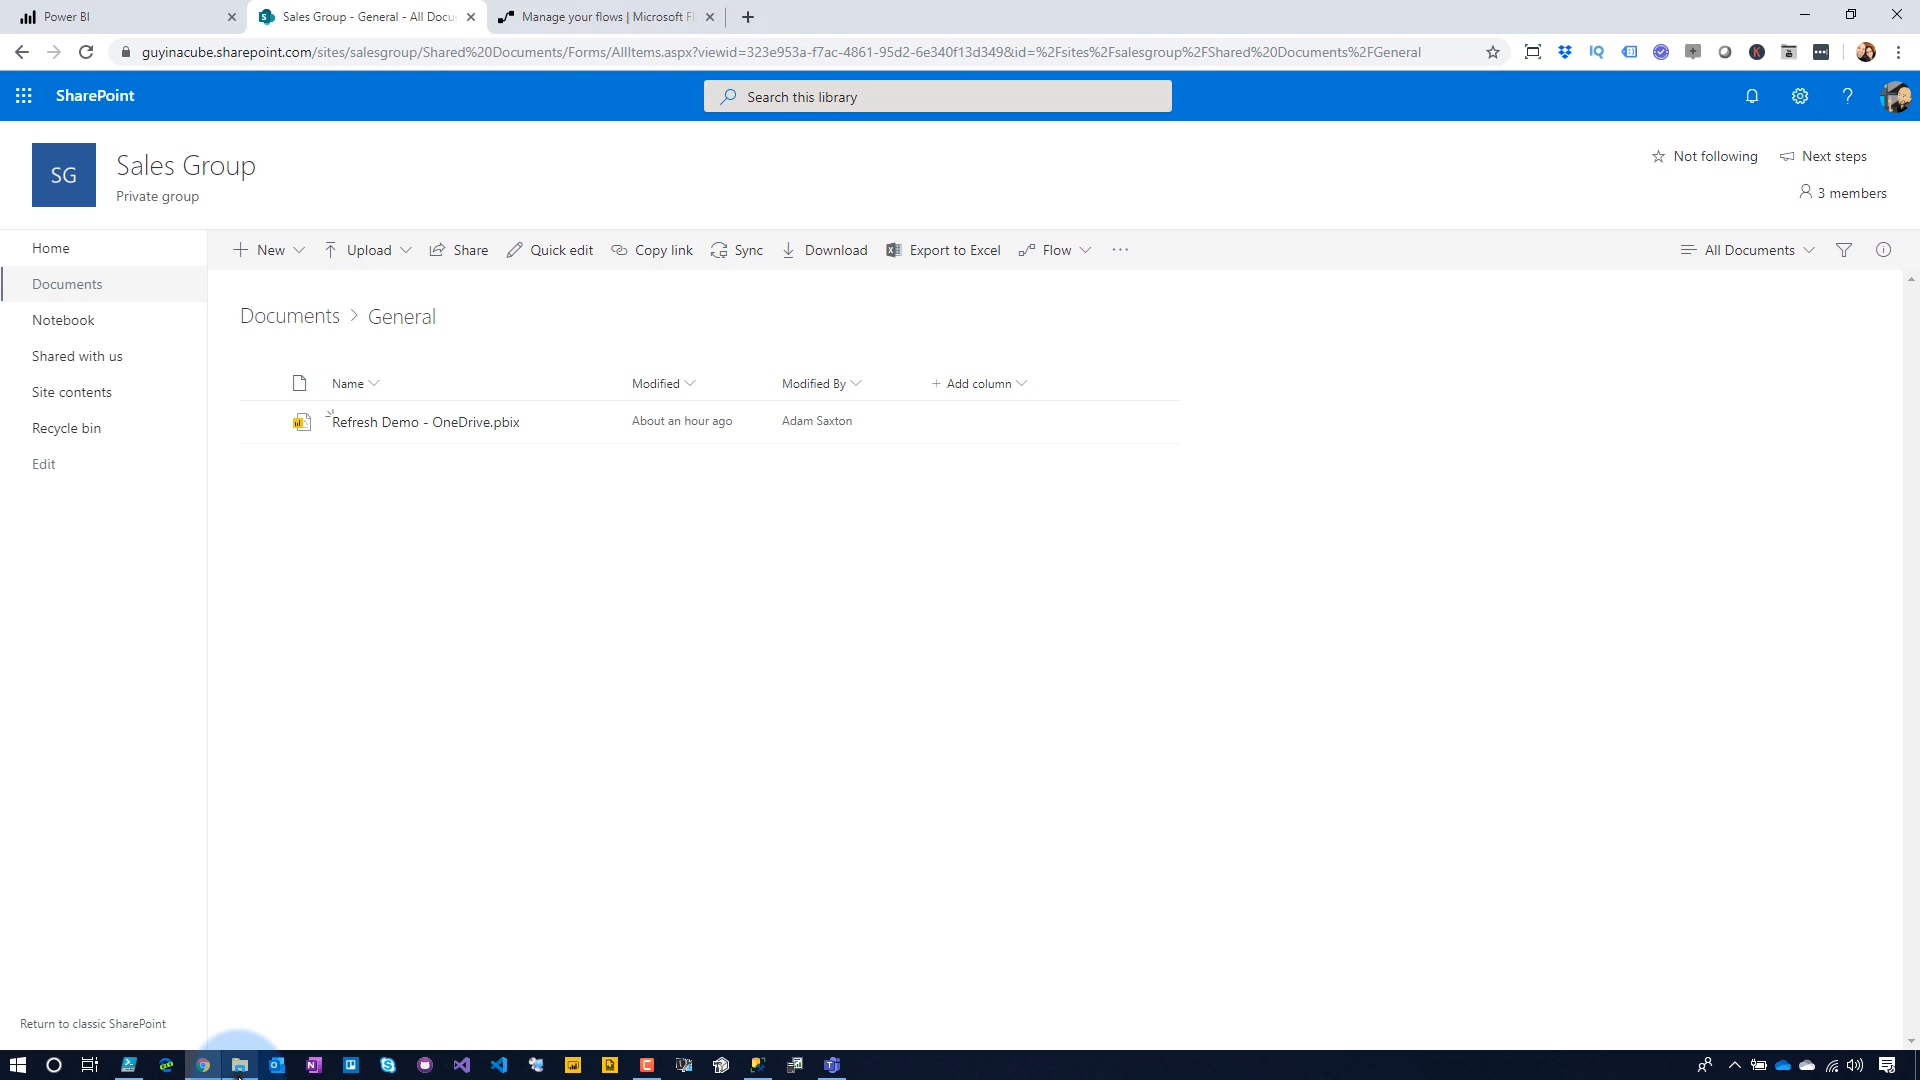 Power BI
Sales Group - General - All Docu
Manage your flows | Microsoft Fl
guyinacube.sharepoint.com/sites/salesgroup/Shared%20Documents/Forms/AllItems.aspx?viewid=323e953a-f7ac-4861-95d2-6e340f13d349&id=%2Fsites%2Fsalesgroup%2FShared%20Documents%2FGeneral
SharePoint
Search this library
SG
Sales Group
Private group
Not following
Next steps
3 members
Home
Documents
Notebook
Shared with us
Site contents
Recycle bin
Edit
New
Upload
Share
Quick edit
Copy link
Sync
Download
Export to Excel
Flow
All Documents
Documents > General
Name
Modified
Modified By
Add column
Refresh Demo - OneDrive.pbix
About an hour ago
Adam Saxton
Return to classic SharePoint